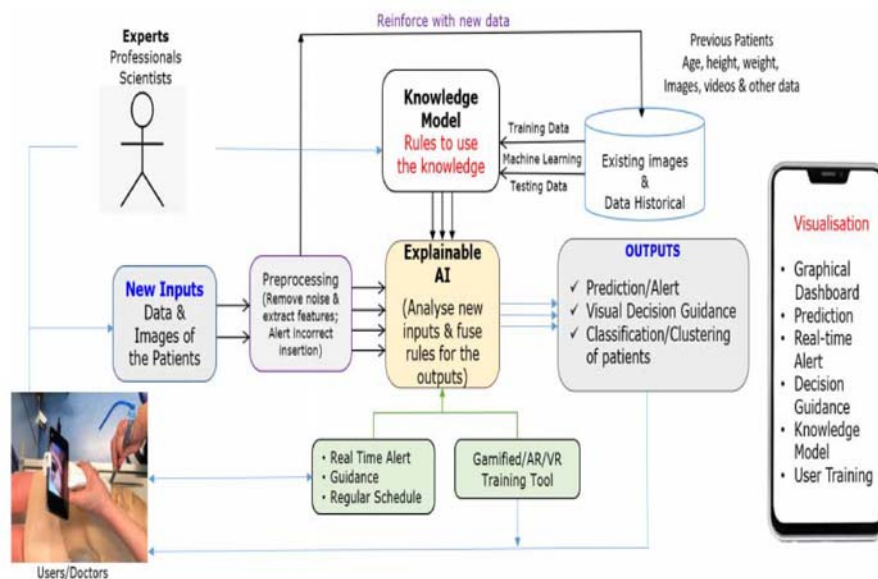 Reinforce with new data
Experts
Professionals
Scientists
Previous Patients
Age, height, weight,
Images, videos & other data
Knowledge
Model
Rules to use
the knowledge
Training Data
Machine Learning
Testing Data
Existing images
&
Data Historical
New Inputs
Data &
Images of
the Patients
Preprocessing
(Remove noise &
extract features;
Alert incorrect
insertion)
Explainable
AI
(Analyse new
inputs & fuse
rules for the
outputs)
OUTPUTS
✓ Prediction/Alert
✓ Visual Decision Guidance
✓ Classification/Clustering
of patients
Visualisation
• Graphical
Dashboard
• Prediction
• Real-time
Alert
• Decision
Guidance
• Knowledge
Model
• User Training
• Real Time Alert
• Guidance
• Regular Schedule
Gamified/AR/VR
Training Tool
Users/Doctors